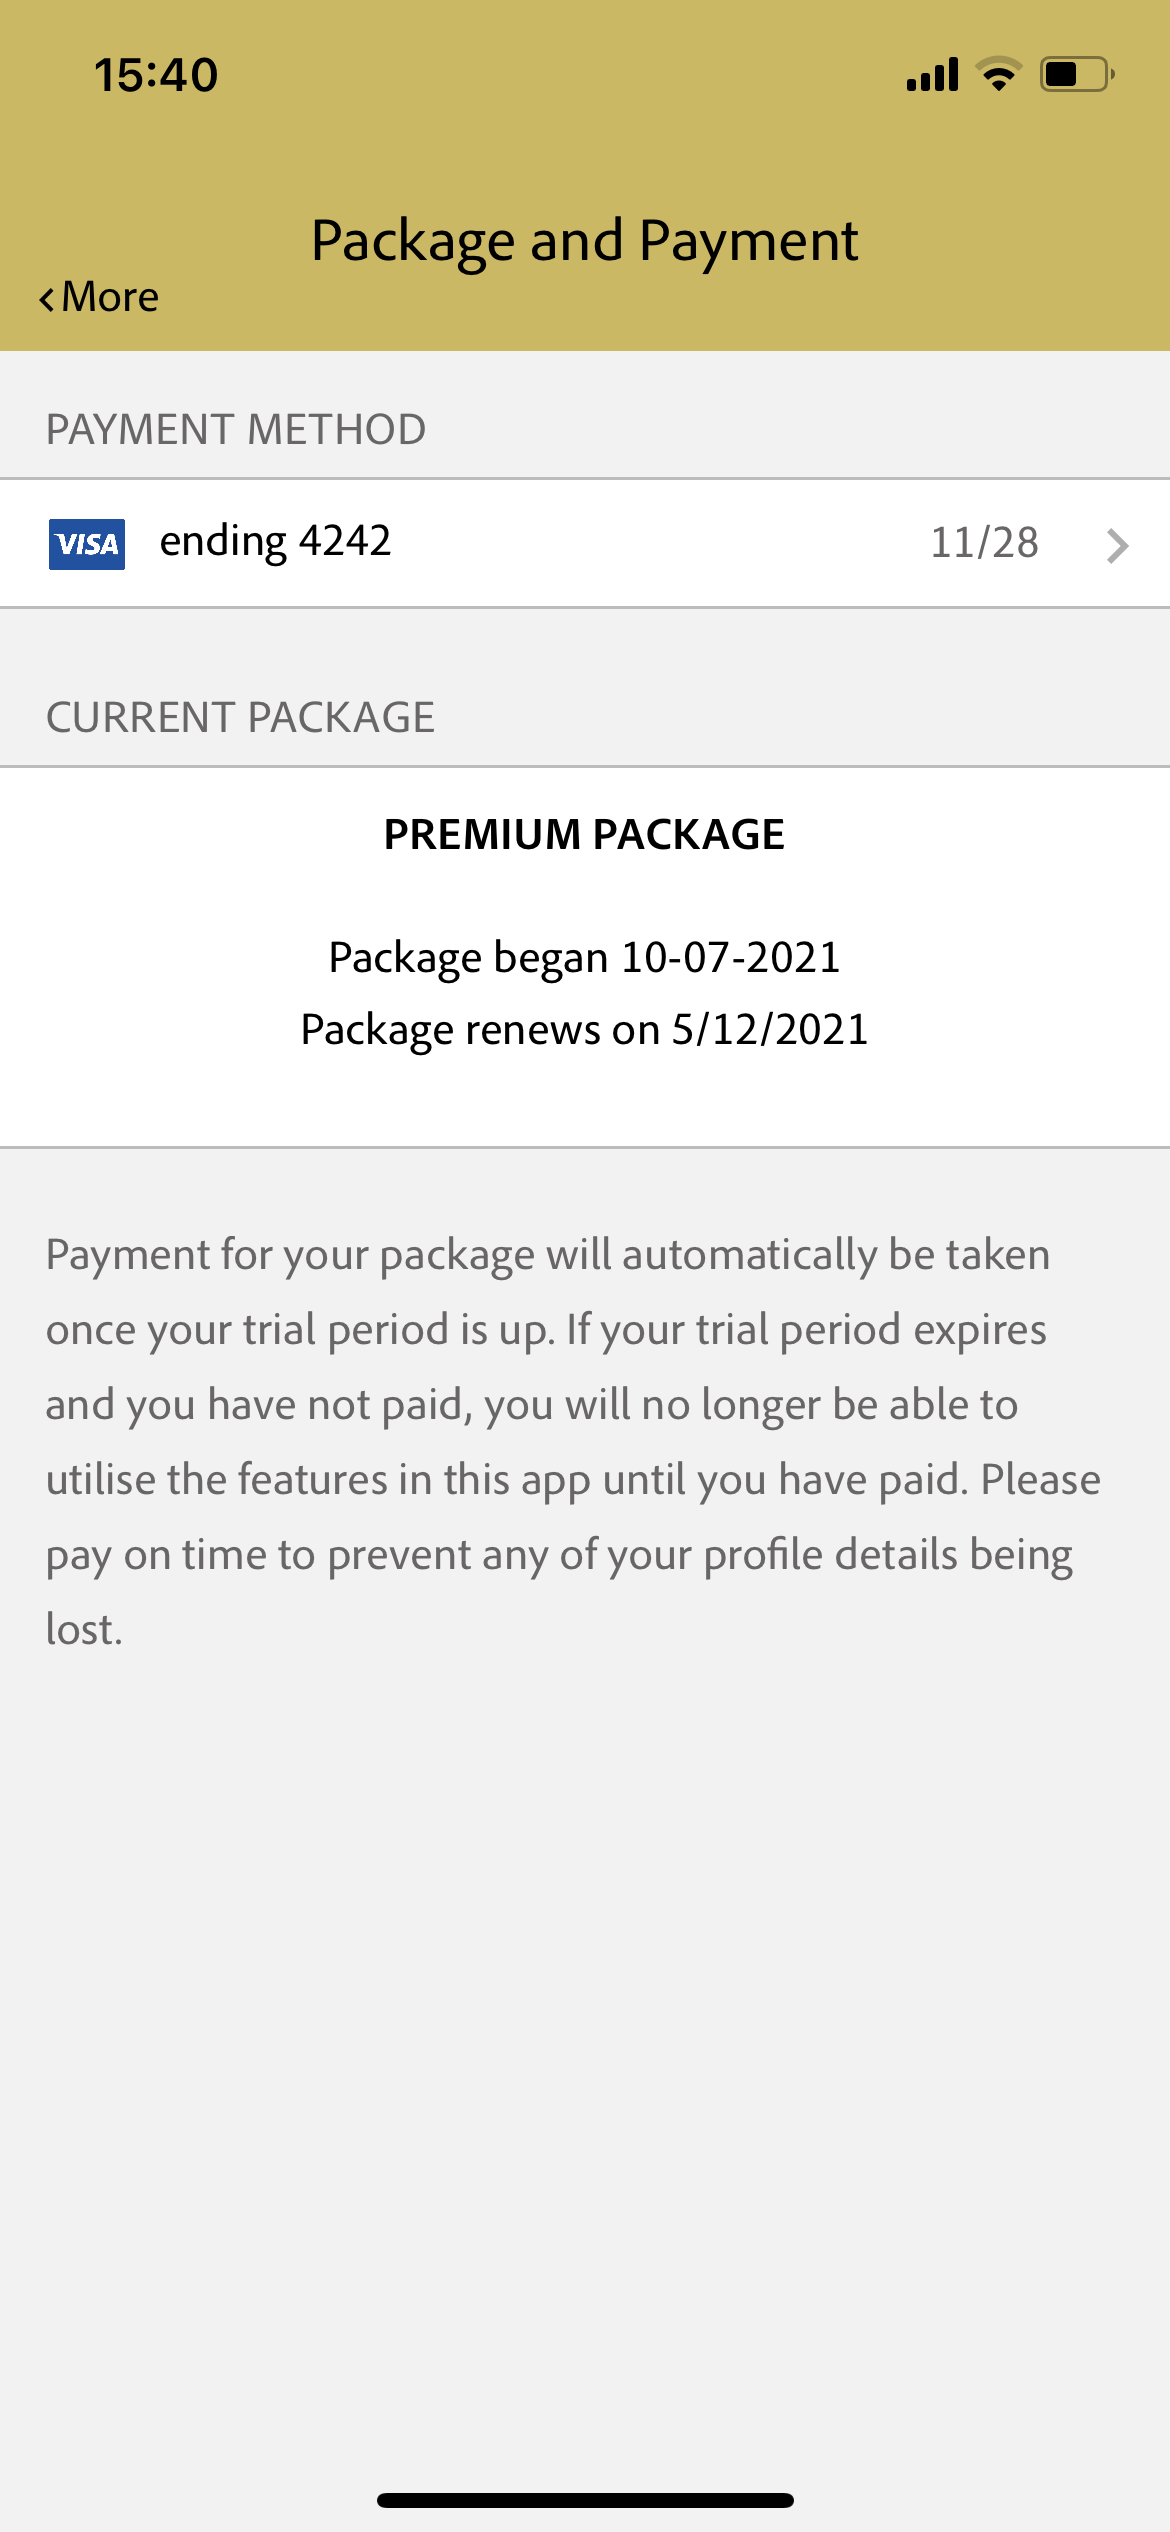 15:40
Package and Payment
‹More
PAYMENT METHOD
VISA ending 4242 11/28
CURRENT PACKAGE
PREMIUM PACKAGE
Package began 10-07-2021
Package renews on 5/12/2021
Payment for your package will automatically be taken
once your trial period is up. If your trial period expires
and you have not paid, you will no longer be able to
utilise the features in this app until you have paid. Please
pay on time to prevent any of your profile details being
lost.